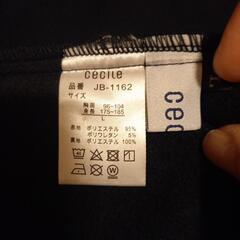 cecile
品番 JB-1162
サイズ
胸囲 96-104
身長 175-185
L
表地 ポリエステル 95%
ポリウレタン 5%
裏地 ポリエステル 100%
cec